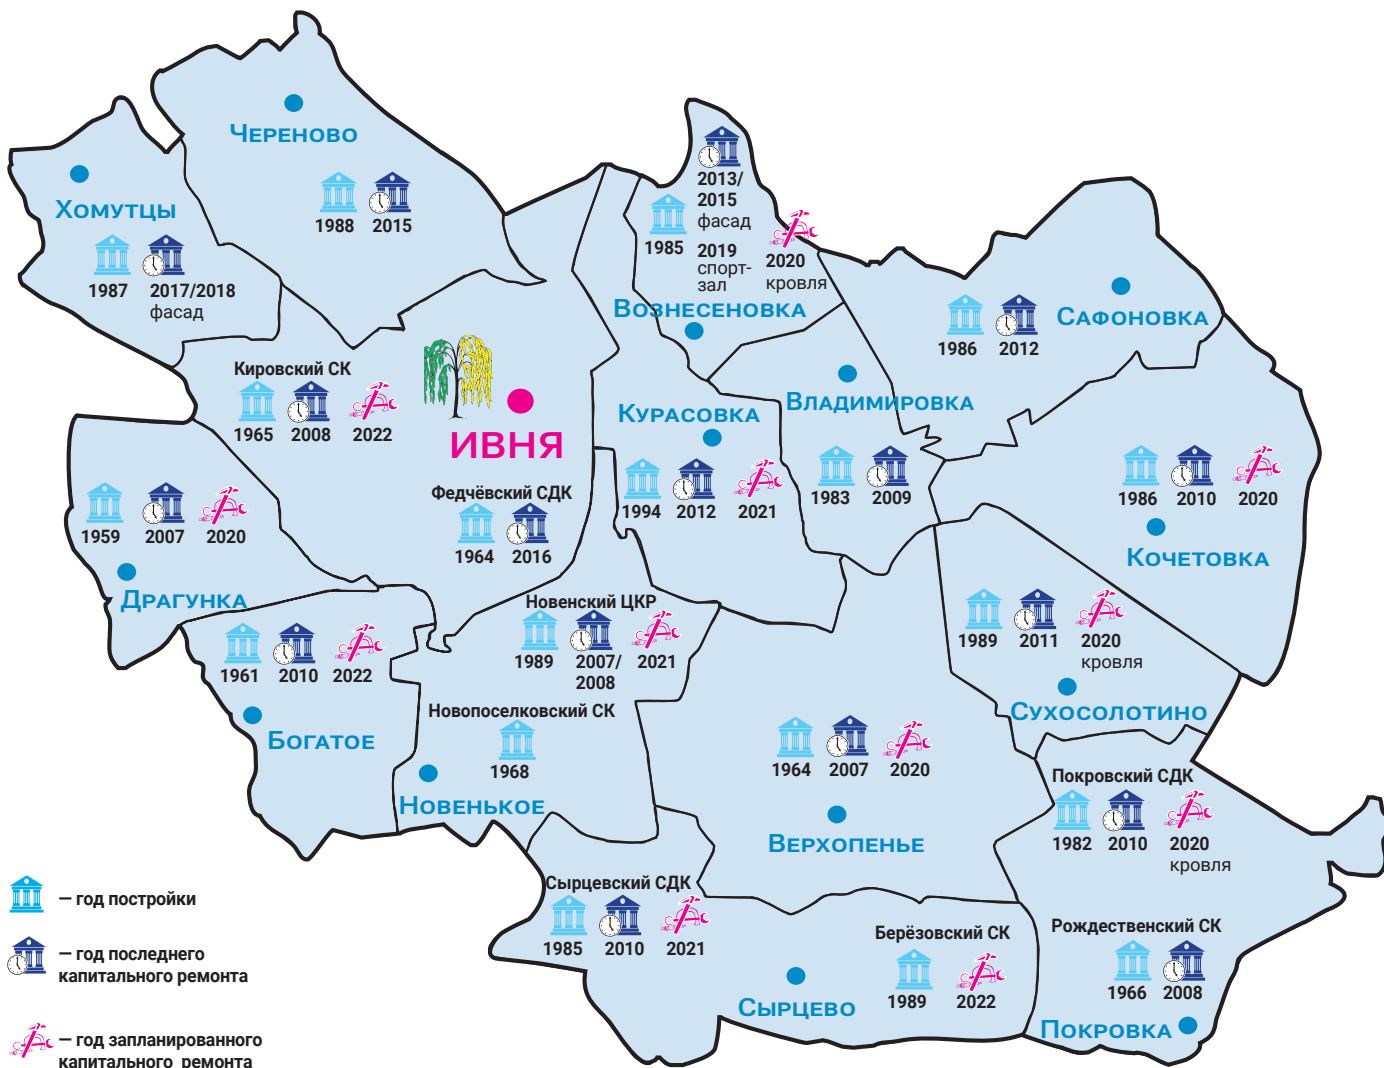 ЧЕРЕНОВО
1988 2015
ХОМУТЦЫ
1987 2017/2018
фасад
2013/
2015
фасад
1985
2019
спорт-
зал
2020
кровля
ВОЗНЕСЕНОВКА
1986 2012
САФОНОВКА
Кировский СК
1965 2008 2022
ИВНЯ
Федчёвский СДК
1964 2016
КУРАСОВКА
1994 2012 2021
ВЛАДИМИРОВКА
1983 2009
1986 2010 2020
КОЧЕТОВКА
1959 2007 2020
ДРАГУНКА
1961 2010 2022
БОГАТОЕ
Новенский ЦКР
1989 2007/
2008
2021
Новопоселковский СК
1968
НОВЕНЬКОЕ
1989 2011 2020
кровля
СУХОСОЛОТИНО
1964 2007 2020
ВЕРХОПЕНЬЕ
Покровский СДК
1982 2010 2020
кровля
Рождественский СК
1966 2008
ПОКРОВКА
Сырцевский СДК
1985 2010 2021
Берёзовский СК
1989 2022
СЫРЦЕВО
– год постройки
– год последнего
капитального ремонта
– год запланированного
капитального ремонта